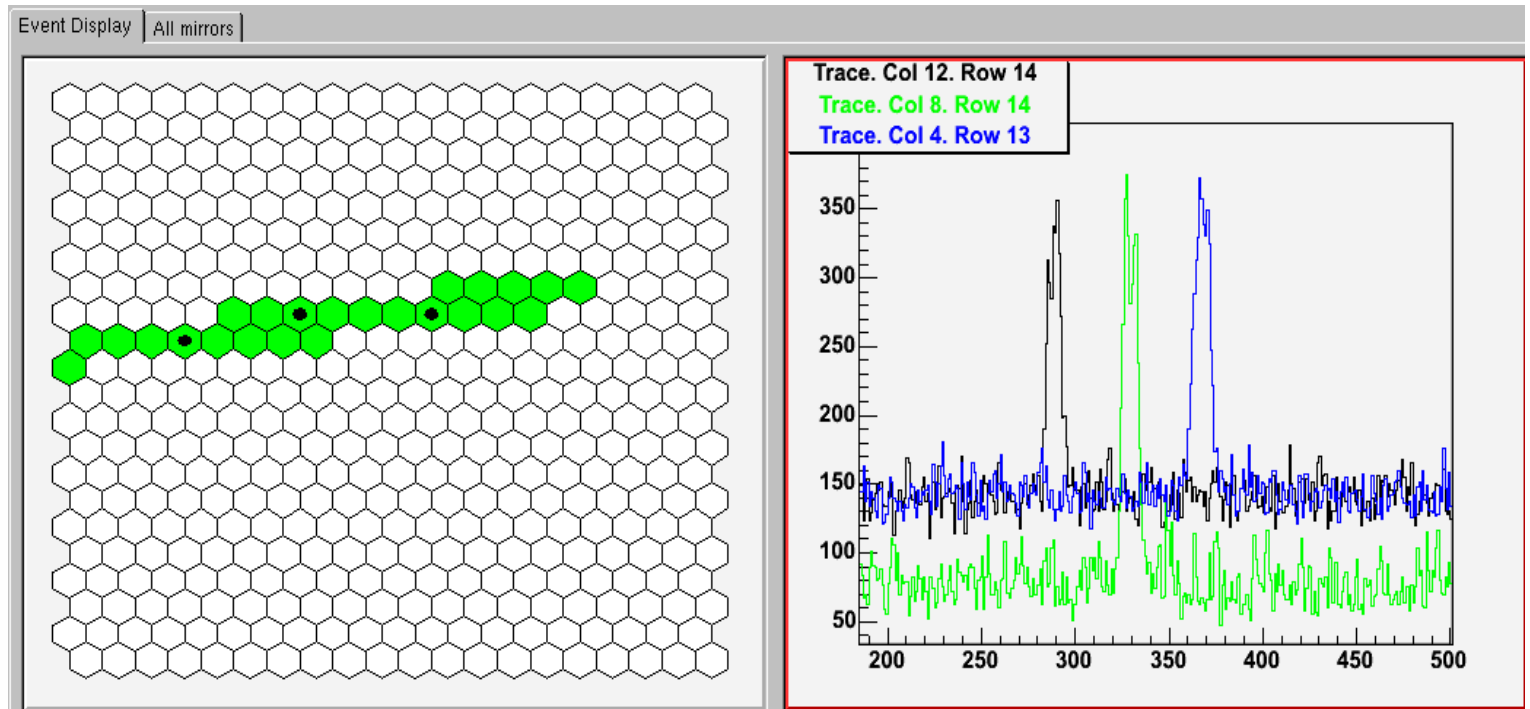 Event Display
All mirrors
Trace. Col 12. Row 14
Trace. Col 8. Row 14
Trace. Col 4. Row 13
350
300
250
200
150
100
50
200 250 300 350 400 450 500